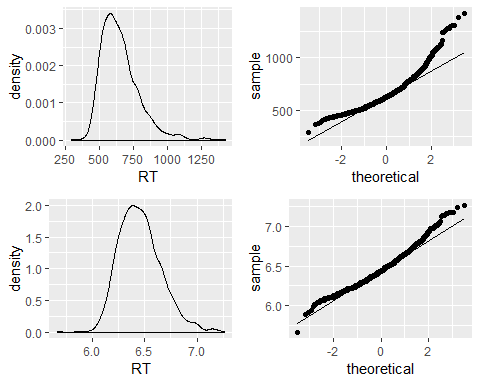 density
0.003
0.002
0.001
0.000
250 500 750 1000 1250
RT
sample
1000
500
-2 0 2
theoretical
density
2.0
1.5
1.0
0.5
0.0
6.0 6.5 7.0
RT
sample
7.0
6.5
6.0
-2 0 2
theoretical